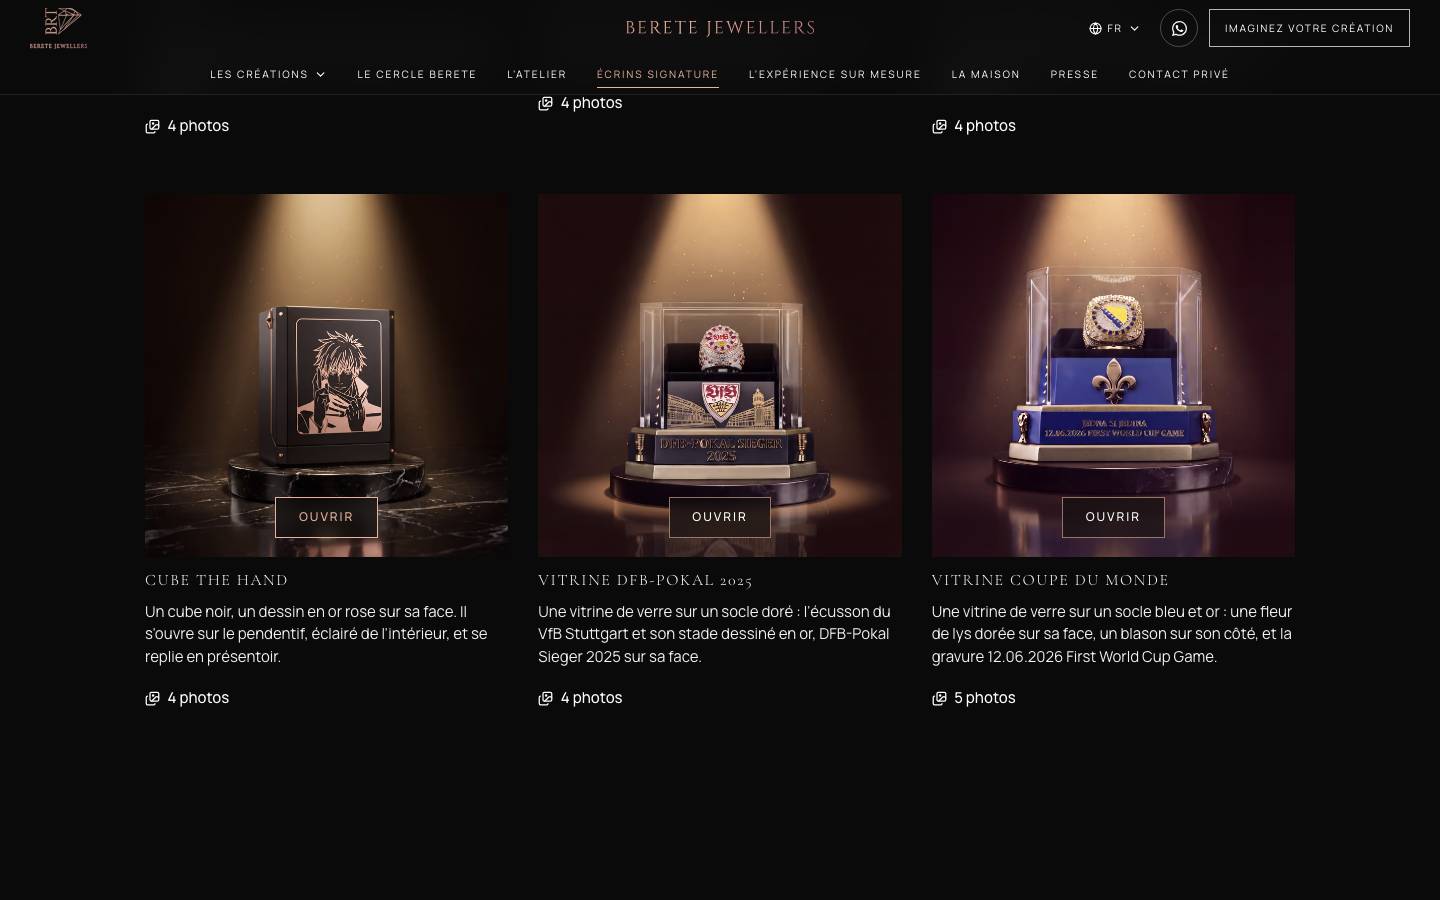 BRT
BERETE JEWELLERS
BERETE JEWELLERS
FR
IMAGINEZ VOTRE CRÉATION
LES CRÉATIONS
LE CERCLE BERETE
L'ATELIER
ÉCRINS SIGNATURE
L'EXPÉRIENCE SUR MESURE
LA MAISON
PRESSE
CONTACT PRIVÉ
4 photos
4 photos
4 photos
OUVRIR
CUBE THE HAND
Un cube noir, un dessin en or rose sur sa face. Il
s'ouvre sur le pendentif, éclairé de l'intérieur, et se
replie en présentoir.
4 photos
VfB
DFB-POKAL SIEGER
2025
OUVRIR
VITRINE DFB-POKAL 2025
Une vitrine de verre sur un socle doré : l'écusson du
VfB Stuttgart et son stade dessiné en or, DFB-Pokal
Sieger 2025 sur sa face.
4 photos
12.06.2026 FIRST WORLD CUP GAME
OUVRIR
VITRINE COUPE DU MONDE
Une vitrine de verre sur un socle bleu et or : une fleur
de lys dorée sur sa face, un blason sur son côté, et la
gravure 12.06.2026 First World Cup Game.
5 photos